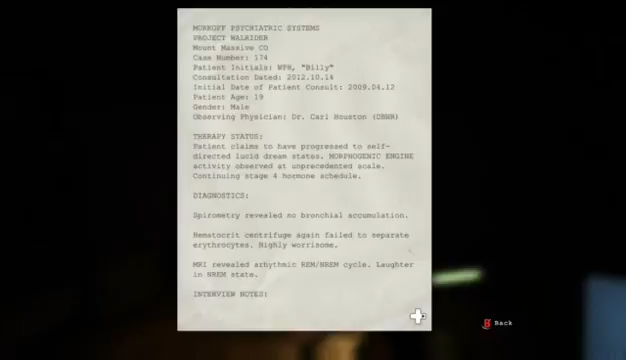 MURKOFF PSYCHIATRIC SYSTEMS
PROJECT WALRIDER
Mount Massive CO
Case Number: 174
Patient Initials: WPH, "Billy"
Consultation Dated: 2012.10.14
Initial Date of Patient Consult: 2009.04.12
Patient Age: 19
Gender: Male
Observing Physician: Dr. Carl Houston (DBNR)
THERAPY STATUS:
Patient claims to have progressed to self-
directed lucid dream states. MORPHOGENIC ENGINE
activity observed at unprecedented scale.
Continuing stage 4 hormone schedule.
DIAGNOSTICS:
Spirometry revealed no bronchial accumulation.
Hematocrit centrifuge again failed to separate
erythrocytes. Highly worrisome.
MRI revealed arhythmic REM/NREM cycle. Laughter
in NREM state.
INTERVIEW NOTES:
B Back